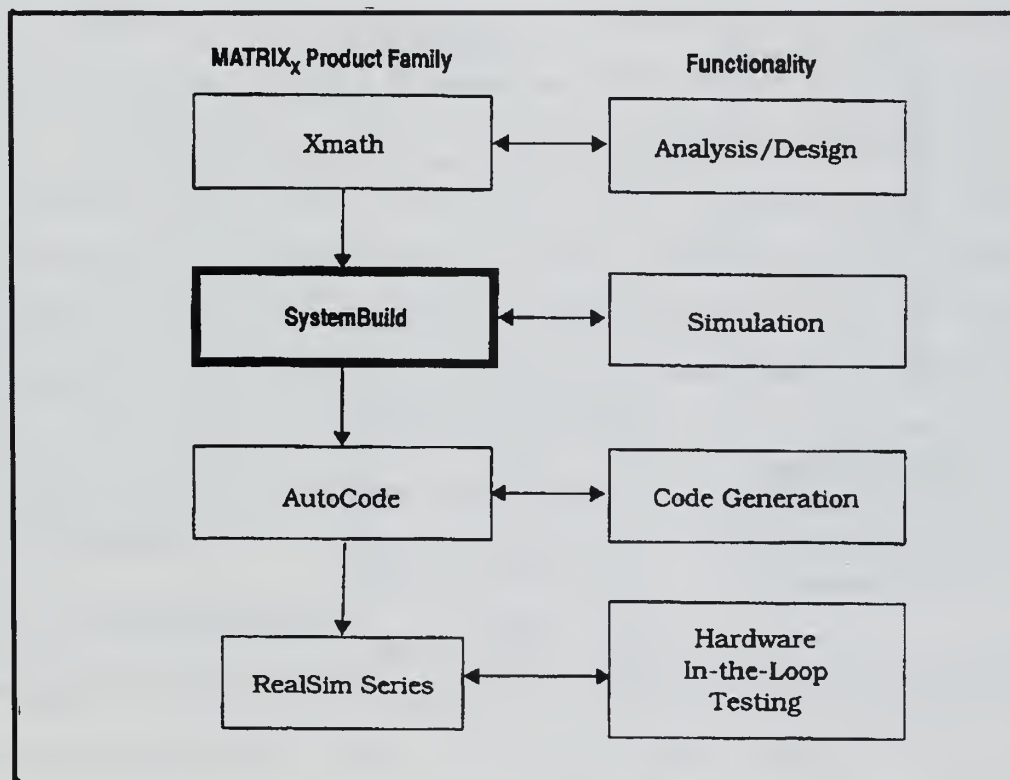 MATRIXx Product Family
Functionality
Xmath
Analysis/Design
SystemBuild
Simulation
AutoCode
Code Generation
RealSim Series
Hardware
In-the-Loop
Testing